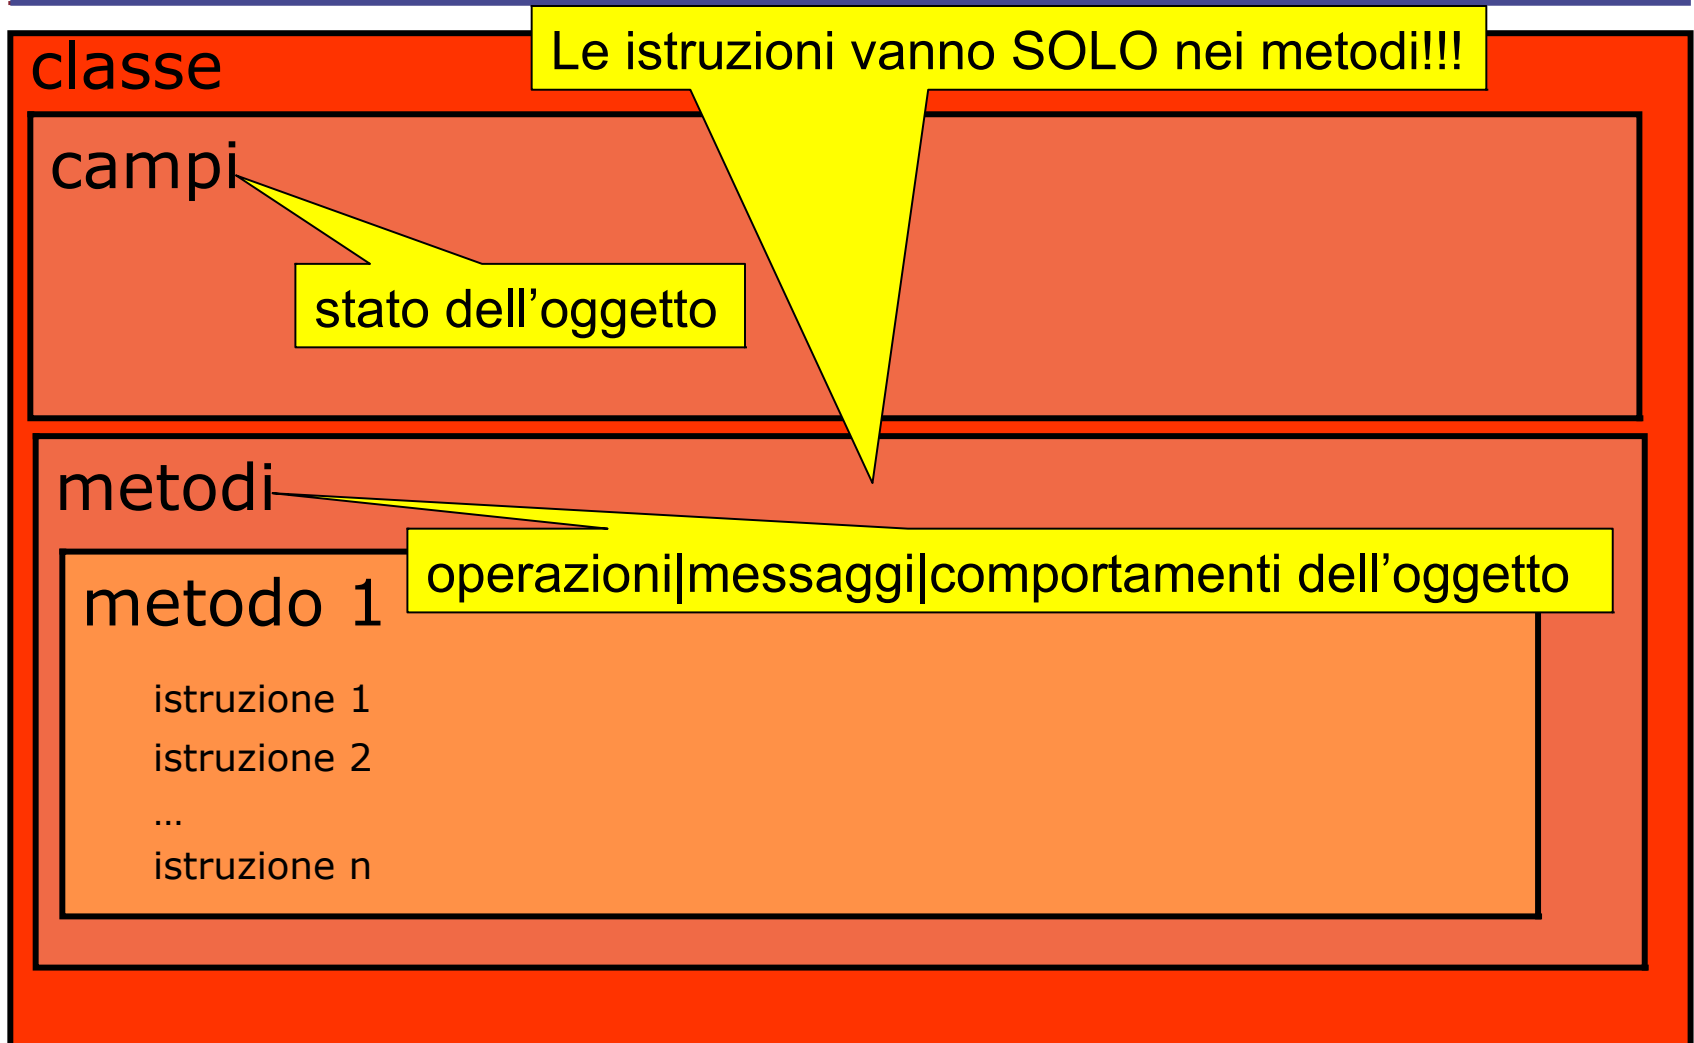 Le istruzioni vanno SOLO nei metodi!!!
classe
campi
stato dell’oggetto
metodi
operazioni|messaggi|comportamenti dell’oggetto
metodo 1
istruzione 1
istruzione 2
…
istruzione n